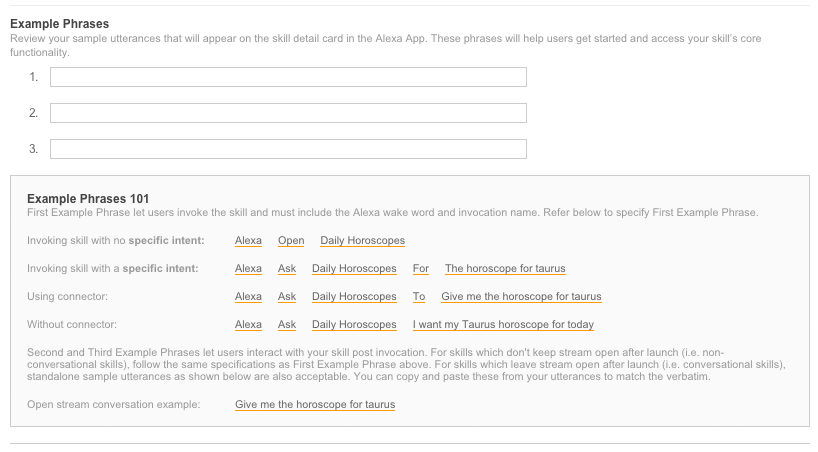 Example Phrases
Review your sample utterances that will appear on the skill detail card in the Alexa App. These phrases will help users get started and access your skill's core
functionality.
1.
2.
3.
Example Phrases 101
First Example Phrase let users invoke the skill and must include the Alexa wake word and invocation name. Refer below to specify First Example Phrase.
Invoking skill with no specific intent: Alexa Open Daily Horoscopes
Invoking skill with a specific intent: Alexa Ask Daily Horoscopes For The horoscope for taurus
Using connector: Alexa Ask Daily Horoscopes To Give me the horoscope for taurus
Without connector: Alexa Ask Daily Horoscopes I want my Taurus horoscope for today
Second and Third Example Phrases let users interact with your skill post invocation. For skills which don't keep stream open after launch (i.e. non-
conversational skills), follow the same specifications as First Example Phrase above. For skills which leave stream open after launch (i.e. conversational skills),
standalone sample utterances as shown below are also acceptable. You can copy and paste these from your utterances to match the verbatim.
Open stream conversation example: Give me the horoscope for taurus